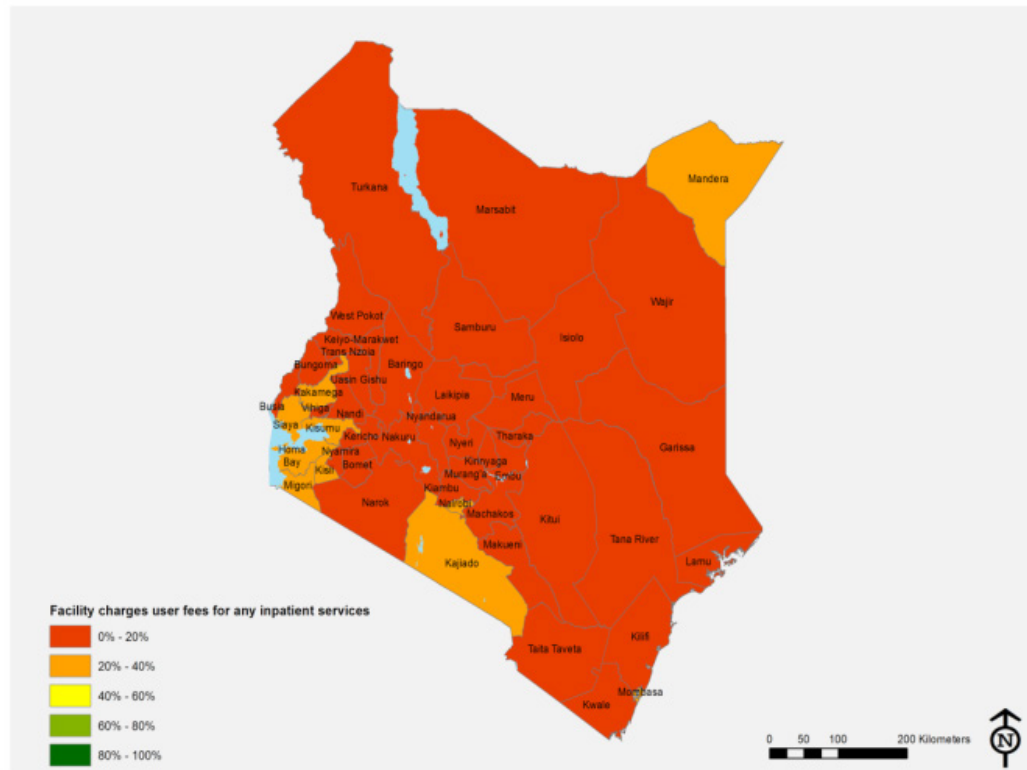 Mandera
Turkana
Marsabit
Wajir
West Pokot
Samburu
Isiolo
Keiyo-Marakwet
Trans Nzoia
Bungoma
Baringo
Uasin Gishu
Kakamega
Laikipia
Meru
Busia
Vihiga
Nandi
Nyandarua
Siaya
Kisumu
Kericho
Nakuru
Nyeri
Tharaka
Garissa
Homa
Bay
Nyamira
Kirinyaga
Kisii
Bomet
Murang'a
Embu
Migori
Kiambu
Narok
Nairobi
Machakos
Kitui
Makueni
Tana River
Kajiado
Lamu
Facility charges user fees for any inpatient services
0% - 20%
20% - 40%
40% - 60%
60% - 80%
80% - 100%
Kilifi
Taita Taveta
Mombasa
Kwale
0 50 100 200 Kilometers
N